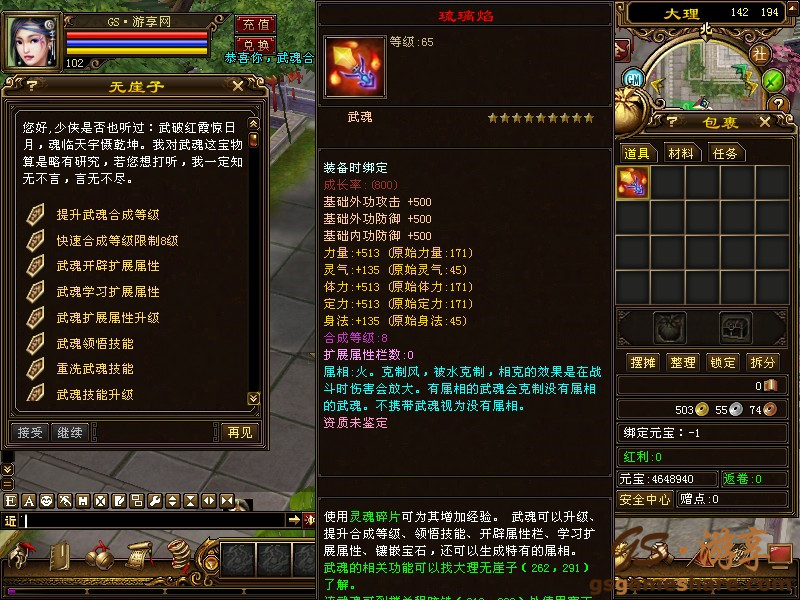 GS·游享网
102
充值
兑换
恭喜你，武魂合
无崖子
您好,少侠是否也听过：武破红霞惊日
月，魂临天宇慑乾坤。我对武魂这宝物
算是略有研究，若您想打听，我一定知
无不言，言无不尽。
提升武魂合成等级
快速合成等级限制8级
武魂开辟扩展属性
武魂学习扩展属性
武魂扩展属性升级
武魂领悟技能
重洗武魂技能
武魂技能升级
接受
继续
再见
近
琉璃焰
等级:65
武魂
装备时绑定
成长率:(800)
基础外功攻击 +500
基础外功防御 +500
基础内功防御 +500
力量:+513 (原始力量:171)
灵气:+135 (原始灵气:45)
体力:+513 (原始体力:171)
定力:+513 (原始定力:171)
身法:+135 (原始身法:45)
合成等级:8
扩展属性栏数:0
属相:火。克制风，被水克制，相克的效果是在战
斗时伤害会放大。有属相的武魂会克制没有属相
的武魂。不携带武魂视为没有属相。
资质未鉴定
使用灵魂碎片可为其增加经验。 武魂可以升级、
提升合成等级、领悟技能、开辟属性栏、学习扩
展属性、镶嵌宝石，还可以生成特有的属相。
武魂的相关功能可以找大理无崖子(262,291)
了解。
大理
142 194
北
社
GM
包裹
道具
材料
任务
摆摊
整理
锁定
拆分
0
503 55 74
绑定元宝：-1
红利:0
元宝:4648940
返卷:0
安全中心
赠点:0
GS·游享